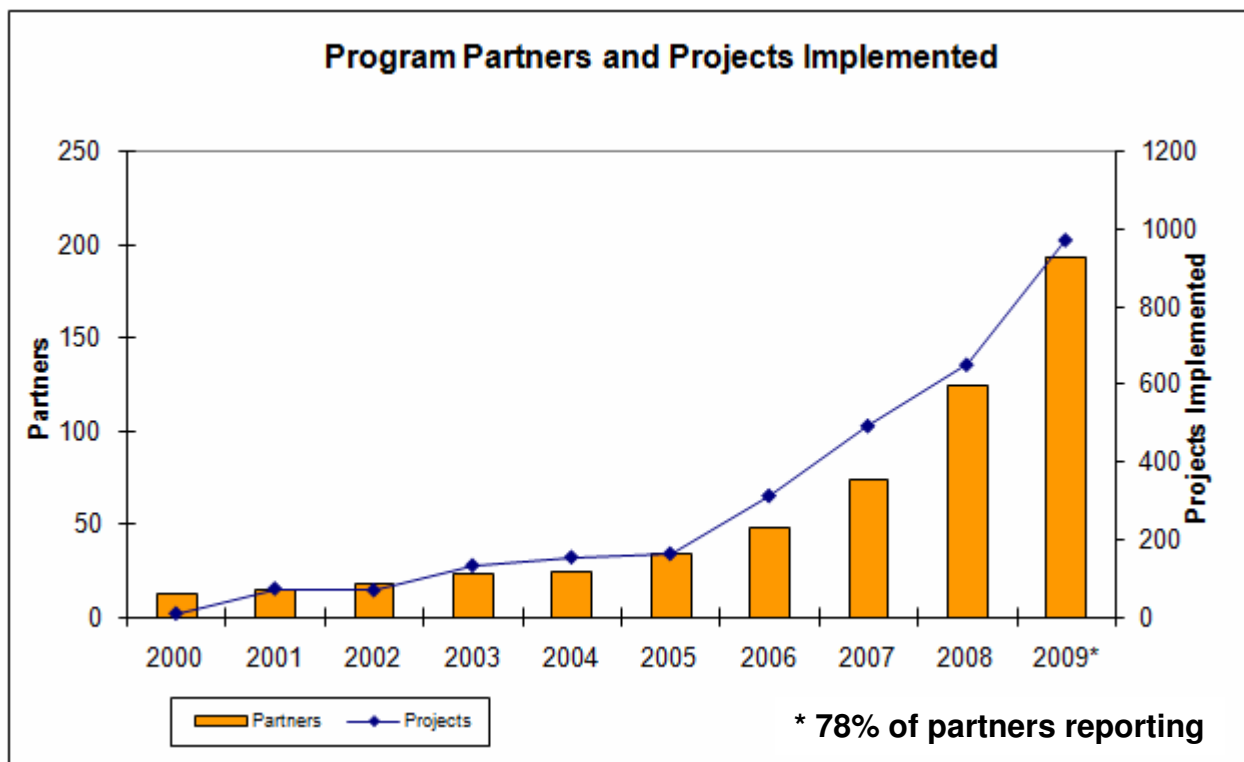 Program Partners and Projects Implemented
250
200
150
100
50
0
Partners
1200
1000
800
600
400
200
0
Projects Implemented
2000 2001 2002 2003 2004 2005 2006 2007 2008 2009*
Partners Projects
* 78% of partners reporting